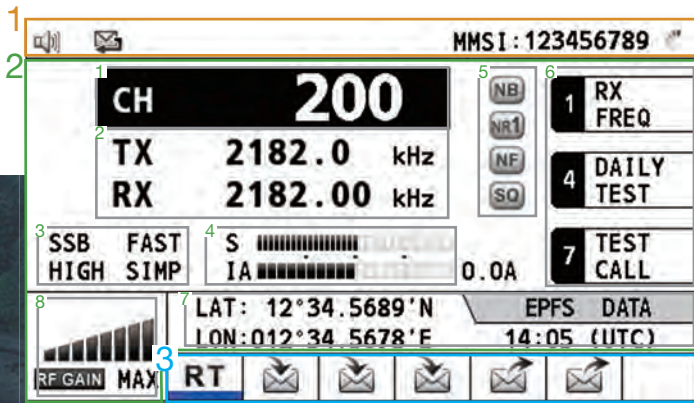 1
MMSI:123456789
2
1
CH 200
2
TX 2182.0 kHz
RX 2182.00 kHz
5
NB
NR1
NF
SQ
6
1 RX FREQ
4 DAILY TEST
7 TEST CALL
3
SSB FAST
HIGH SIMP
4
S
IA 0.0A
7
LAT: 12°34.5689'N EPFS DATA
LON:012°34.5678'E 14:05 (UTC)
8
RF GAIN MAX
3
RT